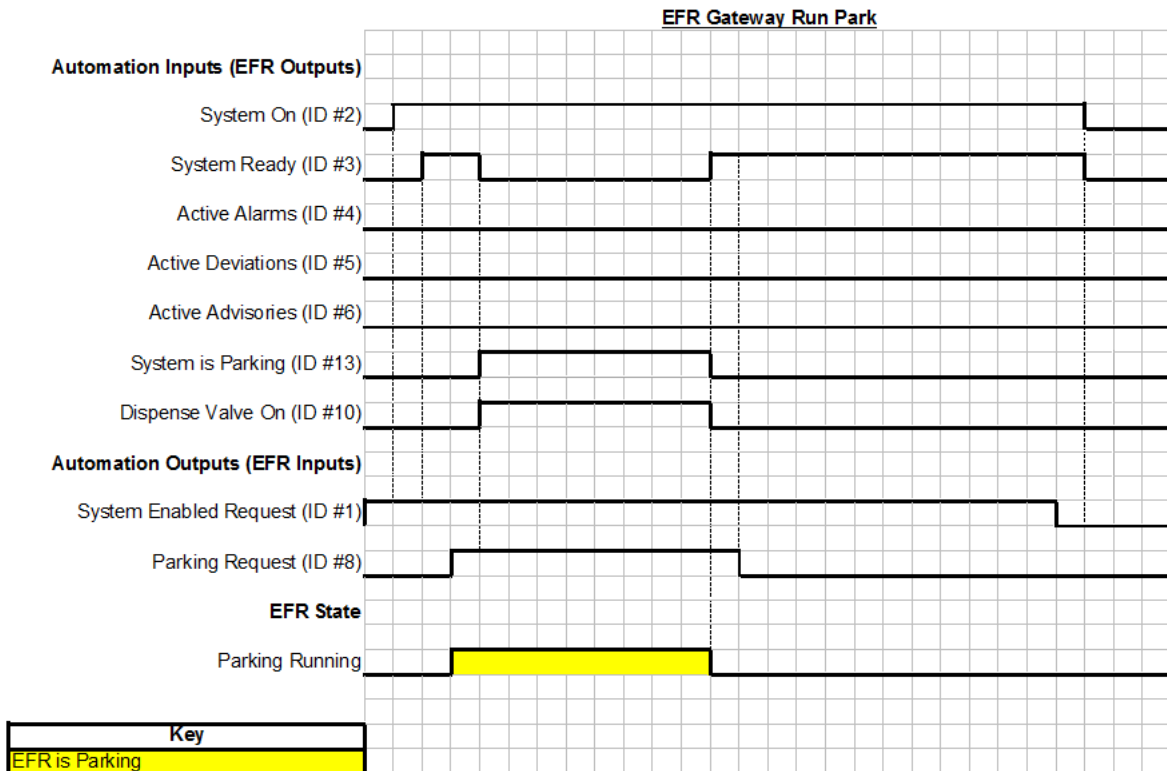 EFR Gateway Run Park
Automation Inputs (EFR Outputs)
System On (ID #2)
System Ready (ID #3)
Active Alarms (ID #4)
Active Deviations (ID #5)
Active Advisories (ID #6)
System is Parking (ID #13)
Dispense Valve On (ID #10)
Automation Outputs (EFR Inputs)
System Enabled Request (ID #1)
Parking Request (ID #8)
EFR State
Parking Running
Key
EFR is Parking